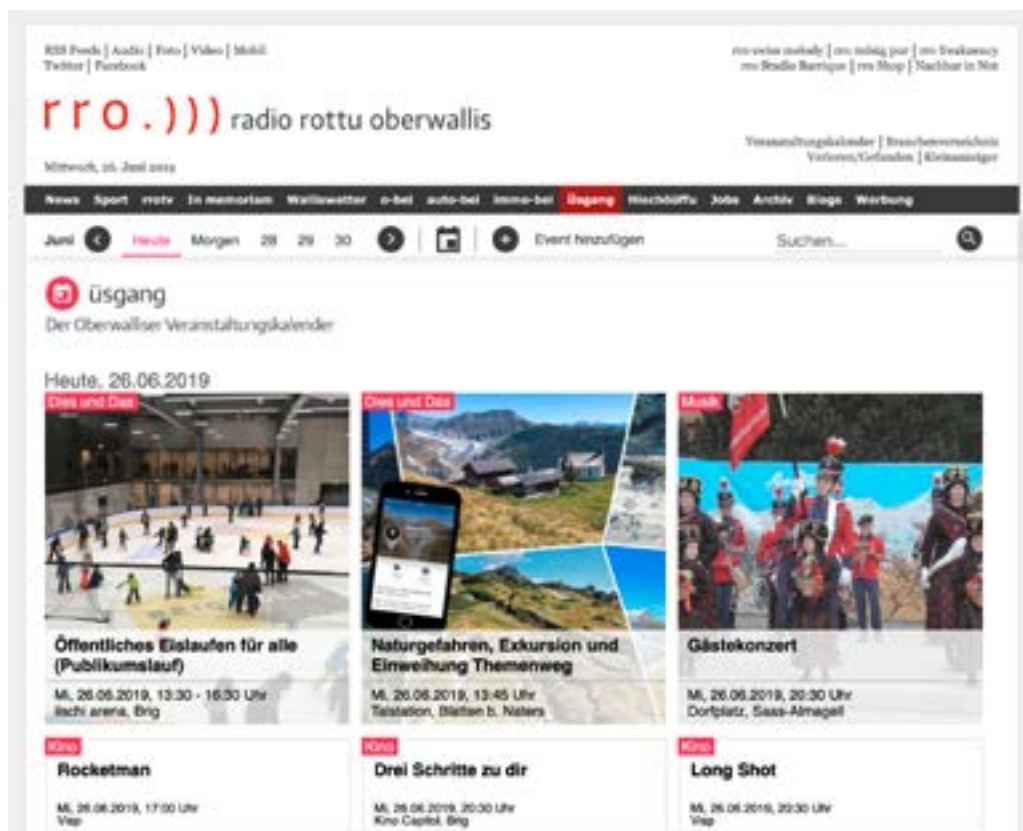 RSS Feeds | Audio | Foto | Video | Mobil
Twitter | Facebook
rro swiss melody | rro müsig pur | rro freakuency
rro Studio Barrique | rro Shop | Nachbar in Not
rro.))) radio rottu oberwallis
Veranstaltungskalender | Branchenverzeichnis
Verloren/Gefunden | Kleinanzeiger
Mittwoch, 26. Juni 2019
News Sport rrotv In memoriam Walliswetter o-bei auto-bei immo-bei Üsgang Hischöüffu Jobs Archiv Blogs Werbung
Juni Heute Morgen 28 29 30 Event hinzufügen Suchen...
üsgang
Der Oberwalliser Veranstaltungskalender
Heute, 26.06.2019
Dies und Das
Öffentliches Eislaufen für alle
(Publikumslauf)
Mi, 26.06.2019, 13:30 - 16:30 Uhr
iischi arena, Brig
Dies und Das
Naturgefahren, Exkursion und
Einweihung Themenweg
Mi, 26.06.2019, 13:45 Uhr
Talstation, Blatten b. Naters
Musik
Gästekonzert
Mi, 26.06.2019, 20:30 Uhr
Dorfplatz, Saas-Almagell
Kino
Rocketman
Mi, 26.06.2019, 17:00 Uhr
Visp
Kino
Drei Schritte zu dir
Mi, 26.06.2019, 20:30 Uhr
Kino Capitol, Brig
Kino
Long Shot
Mi, 26.06.2019, 20:30 Uhr
Visp